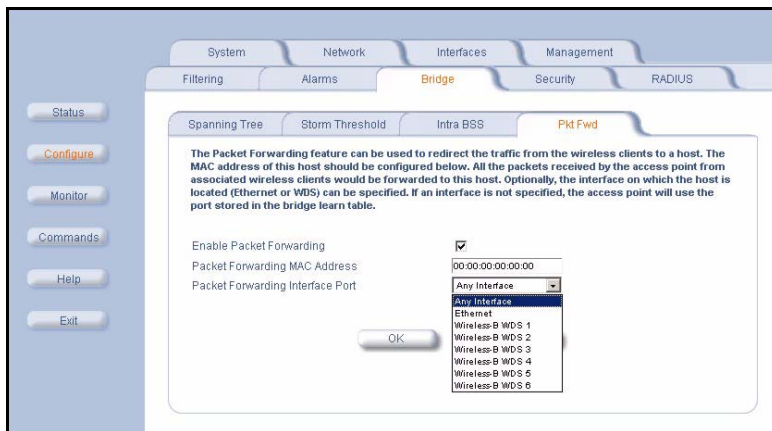 System Network Interfaces Management
Filtering Alarms Bridge Security RADIUS
Status
Configure
Monitor
Commands
Help
Exit
Spanning Tree Storm Threshold Intra BSS Pkt Fwd
The Packet Forwarding feature can be used to redirect the traffic from the wireless clients to a host. The
MAC address of this host should be configured below. All the packets received by the access point from
associated wireless clients would be forwarded to this host. Optionally, the interface on which the host is
located (Ethernet or WDS) can be specified. If an interface is not specified, the access point will use the
port stored in the bridge learn table.
Enable Packet Forwarding
Packet Forwarding MAC Address 00:00:00:00:00:00
Packet Forwarding Interface Port Any Interface
Any Interface
Ethernet
Wireless-B WDS 1
Wireless-B WDS 2
Wireless-B WDS 3
Wireless-B WDS 4
Wireless-B WDS 5
Wireless-B WDS 6
OK